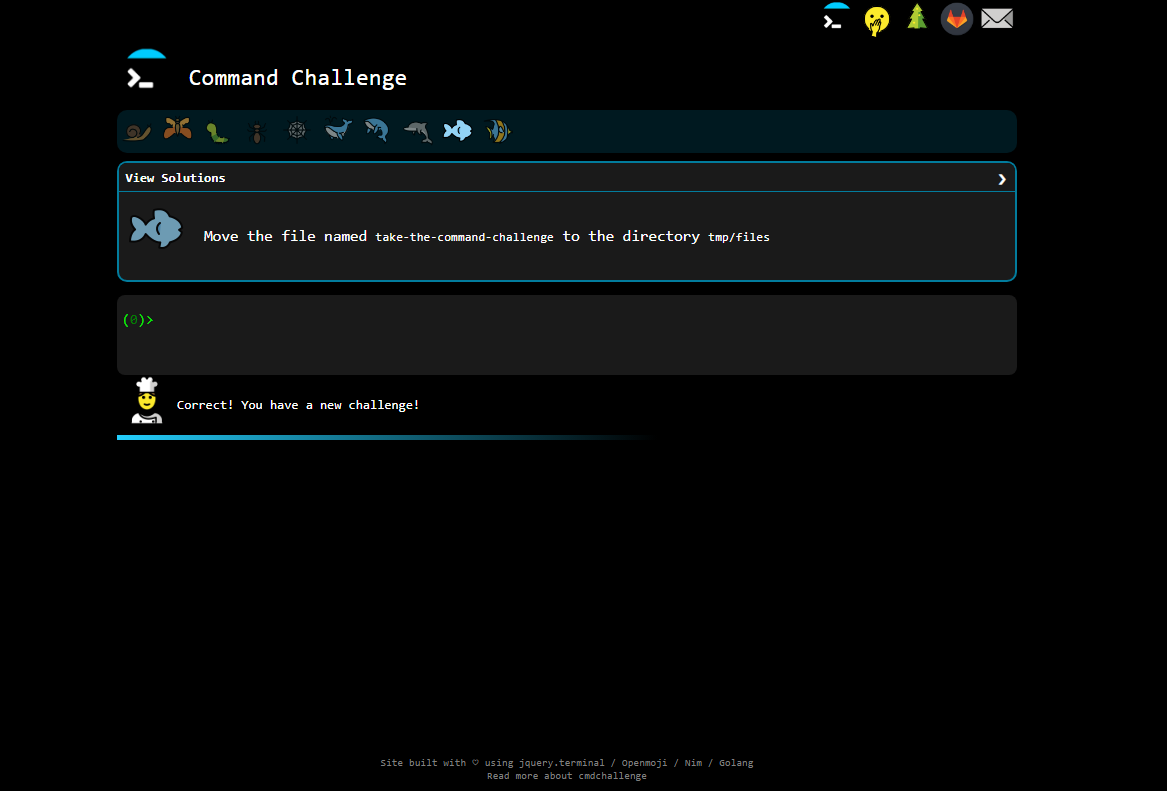 Command Challenge
View Solutions ❯
Move the file named take-the-command-challenge to the directory tmp/files
(0)>
Correct! You have a new challenge!
Site built with ♡ using jquery.terminal / Openmoji / Nim / Golang
Read more about cmdchallenge